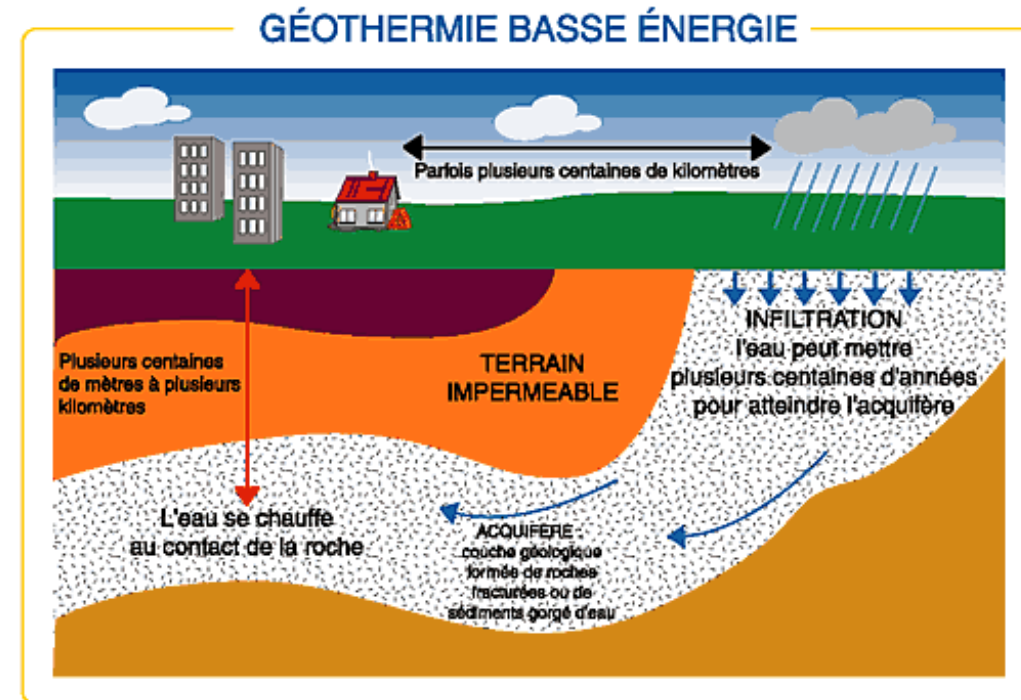 GÉOTHERMIE BASSE ÉNERGIE
Parfois plusieurs centaines de kilomètres
INFILTRATION
l'eau peut mettre
plusieurs centaines d'années
pour atteindre l'acquifère
Plusieurs centaines
de mètres à plusieurs
kilomètres
TERRAIN
IMPERMEABLE
L'eau se chauffe
au contact de la roche
ACQUIFERE :
couche géologique
formée de roches
fracturées ou de
sédiments gorgé d'eau